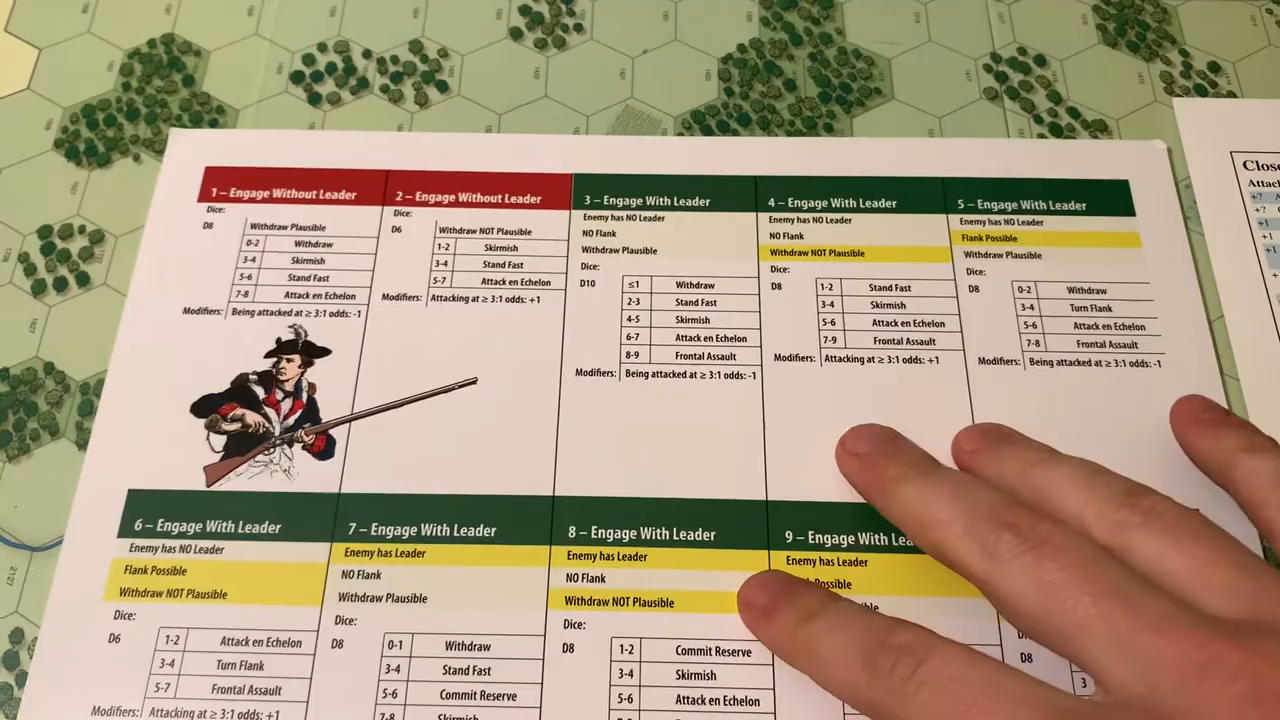 1 – Engage Without Leader
Dice:
D8
Withdraw Plausible
0-2 Withdraw
3-4 Skirmish
5-6 Stand Fast
7-8 Attack en Echelon
Modifiers: Being attacked at ≥ 3:1 odds: -1
2 – Engage Without Leader
Dice:
D6
Withdraw NOT Plausible
1-2 Skirmish
3-4 Stand Fast
5-7 Attack en Echelon
Modifiers: Attacking at ≥ 3:1 odds: +1
3 – Engage With Leader
Enemy has NO Leader
NO Flank
Withdraw Plausible
Dice:
D10
≤1 Withdraw
2-3 Stand Fast
4-5 Skirmish
6-7 Attack en Echelon
8-9 Frontal Assault
Modifiers: Being attacked at ≥ 3:1 odds: -1
4 – Engage With Leader
Enemy has NO Leader
NO Flank
Withdraw NOT Plausible
Dice:
D8
1-2 Stand Fast
3-4 Skirmish
5-6 Attack en Echelon
7-9 Frontal Assault
Modifiers: Attacking at ≥ 3:1 odds: +1
5 – Engage With Leader
Enemy has NO Leader
Flank Possible
Withdraw Plausible
Dice:
D8
0-2 Withdraw
3-4 Turn Flank
5-6 Attack en Echelon
7-8 Frontal Assault
Modifiers: Being attacked at ≥ 3:1 odds: -1
6 – Engage With Leader
Enemy has NO Leader
Flank Possible
Withdraw NOT Plausible
Dice:
D6
1-2 Attack en Echelon
3-4 Turn Flank
5-7 Frontal Assault
Modifiers: Attacking at ≥ 3:1 odds: +1
7 – Engage With Leader
Enemy has Leader
NO Flank
Withdraw Plausible
Dice:
D8
0-1 Withdraw
3-4 Stand Fast
5-6 Commit Reserve
7-8 Skirmish
8 – Engage With Leader
Enemy has Leader
NO Flank
Withdraw NOT Plausible
Dice:
D8
1-2 Commit Reserve
3-4 Skirmish
5-6 Attack en Echelon
9 – Engage With
Enemy has Leader
Possible
D8
3
Clos
Attac
+?
+?
+1
+1
+1
2127